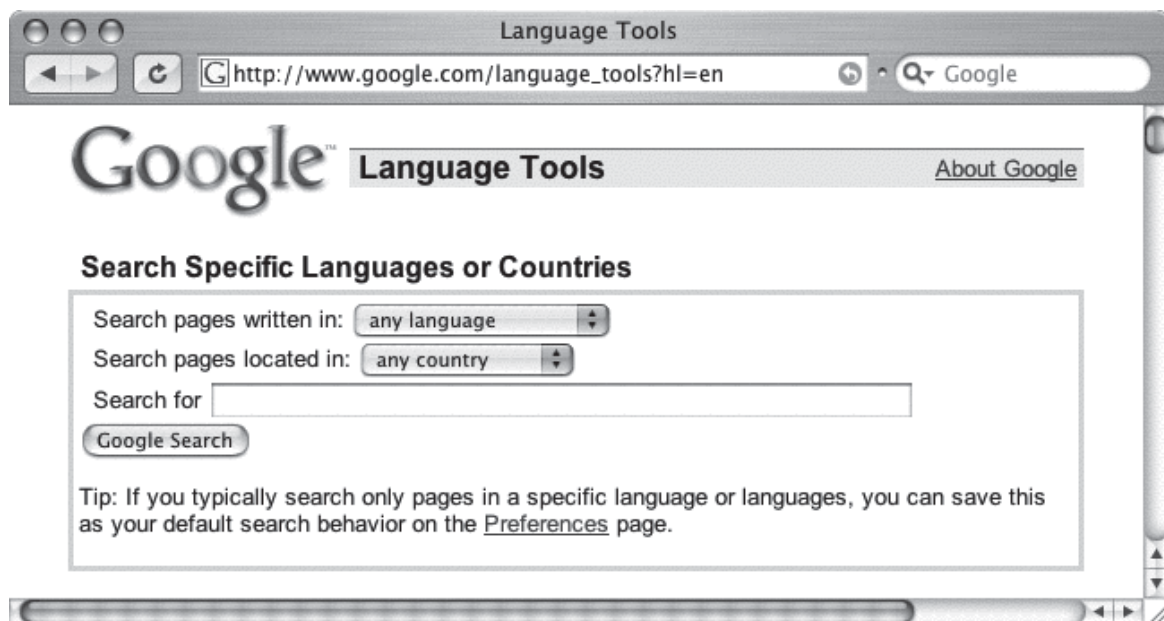 Language Tools
G http://www.google.com/language_tools?hl=en
Google
Google™ Language Tools About Google
Search Specific Languages or Countries
Search pages written in: any language
Search pages located in: any country
Search for
Google Search
Tip: If you typically search only pages in a specific language or languages, you can save this
as your default search behavior on the Preferences page.